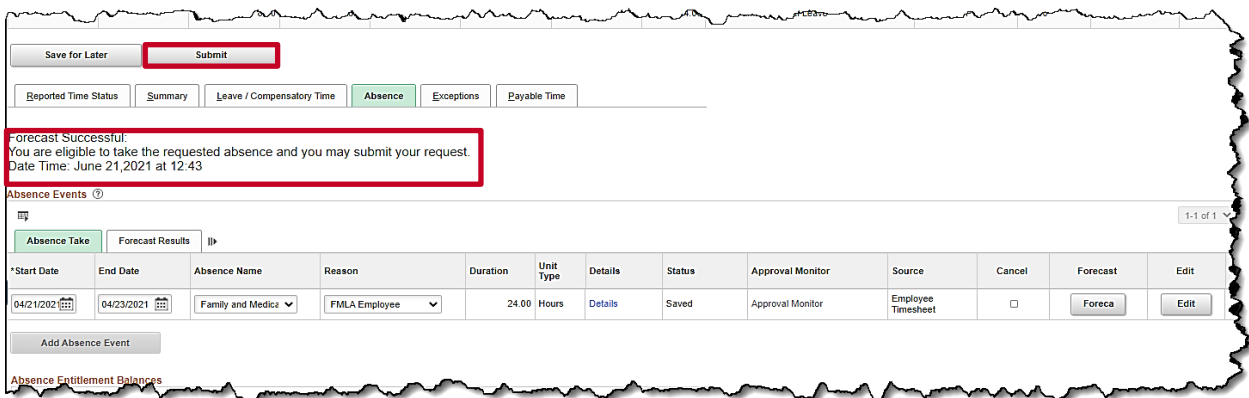 Leave
Save for Later Submit
Reported Time Status Summary Leave / Compensatory Time Absence Exceptions Payable Time
Forecast Successful:
You are eligible to take the requested absence and you may submit your request.
Date Time: June 21,2021 at 12:43
Absence Events
1-1 of 1
Absence Take Forecast Results
*Start Date End Date Absence Name Reason Duration Unit Type Details Status Approval Monitor Source Cancel Forecast Edit
04/21/2021 04/23/2021 Family and Medica FMLA Employee 24.00 Hours Details Saved Approval Monitor Employee Timesheet Foreca Edit
Add Absence Event
Absence Entitlement Balances